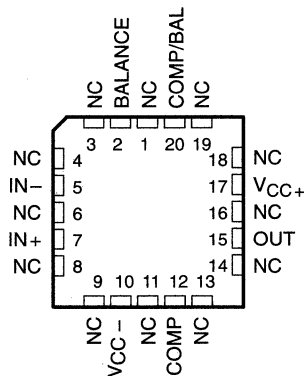 NC
BALANCE
NC
COMP/BAL
NC
3 2 1 20 19
NC 4
IN− 5
NC 6
IN+ 7
NC 8
18 NC
17 VCC+
16 NC
15 OUT
14 NC
9 10 11 12 13
NC
VCC −
NC
COMP
NC